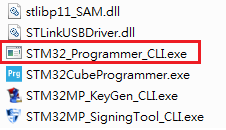 stlibp11_SAM.dll
STLinkUSBDriver.dll
STM32_Programmer_CLI.exe
STM32CubeProgrammer.exe
STM32MP_KeyGen_CLI.exe
STM32MP_SigningTool_CLI.exe